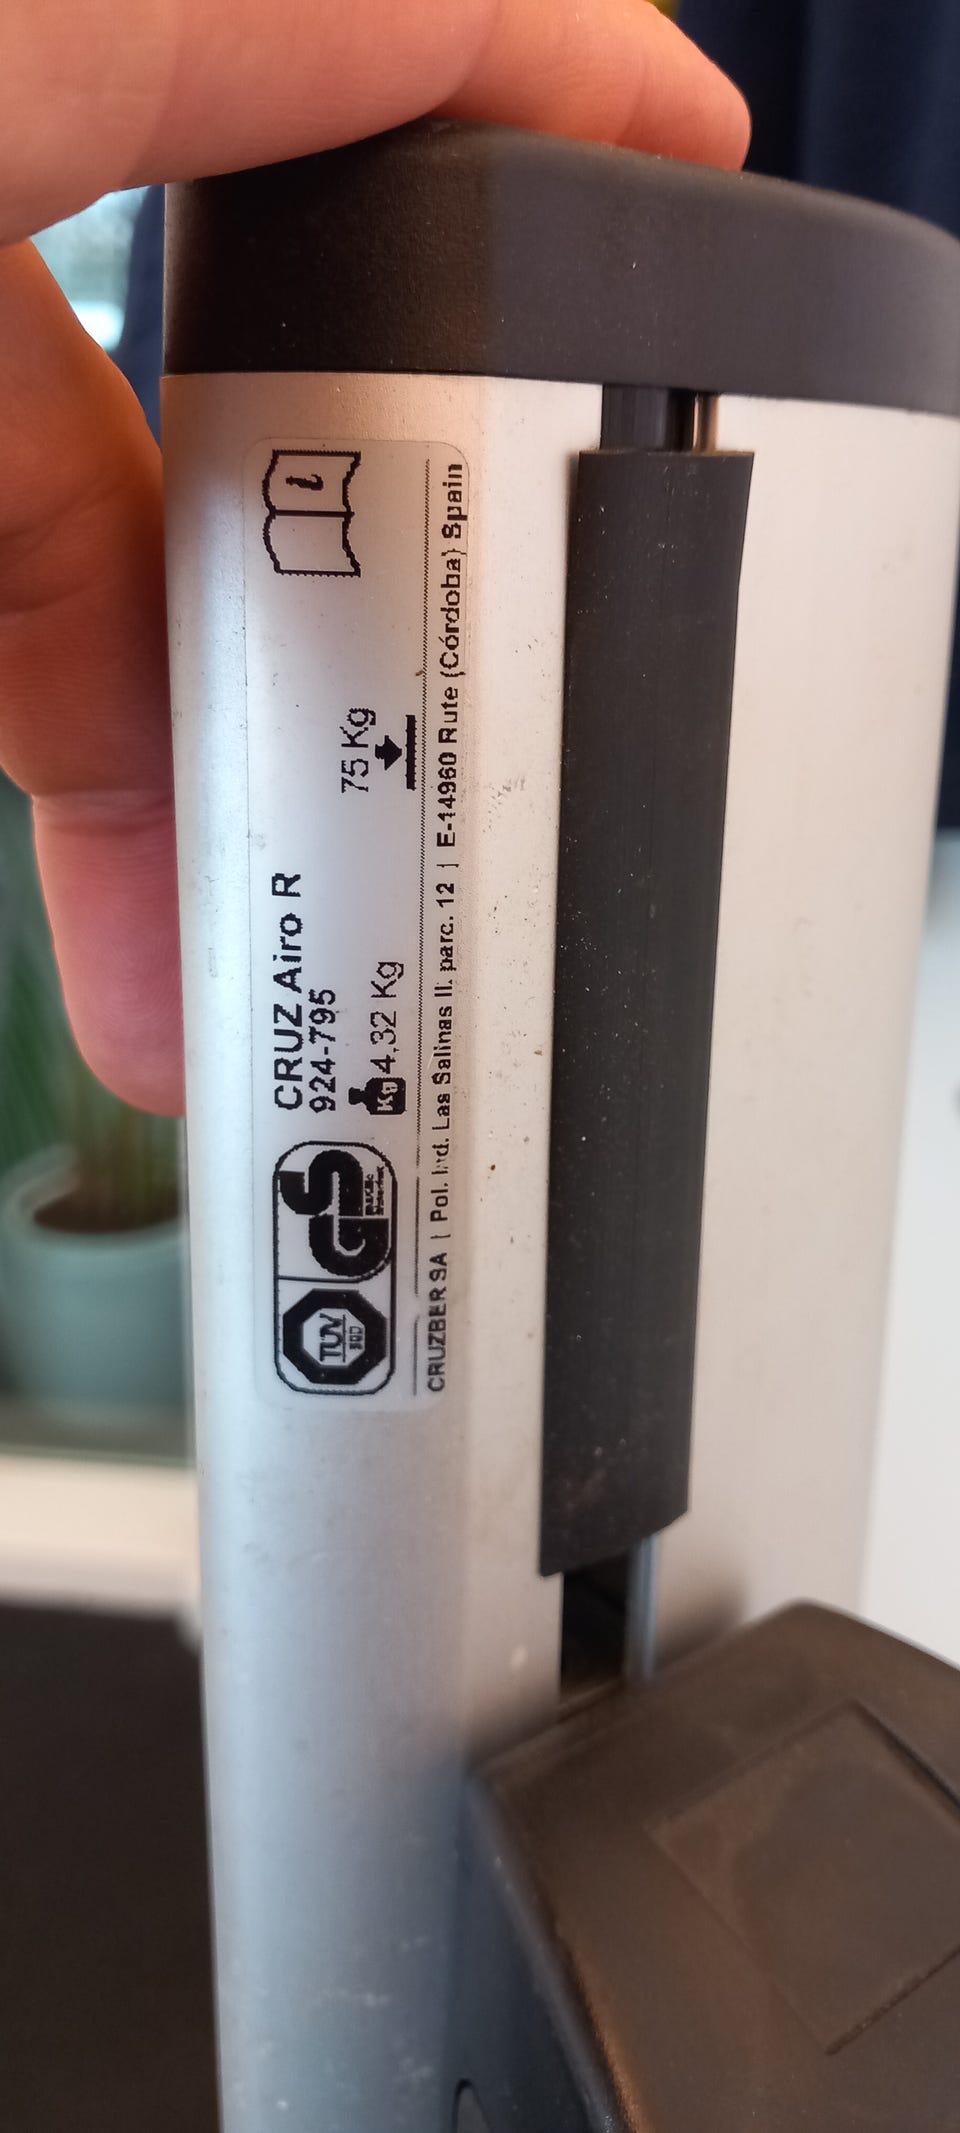 CRUZ Airo R
924-795
Kg 4,32 Kg
75 Kg
i
TÜV
SÜD
GS
CRUZBER SA | Pol. Ind. Las Salinas II. parc. 12 | E-14960 Rute (Córdoba) Spain